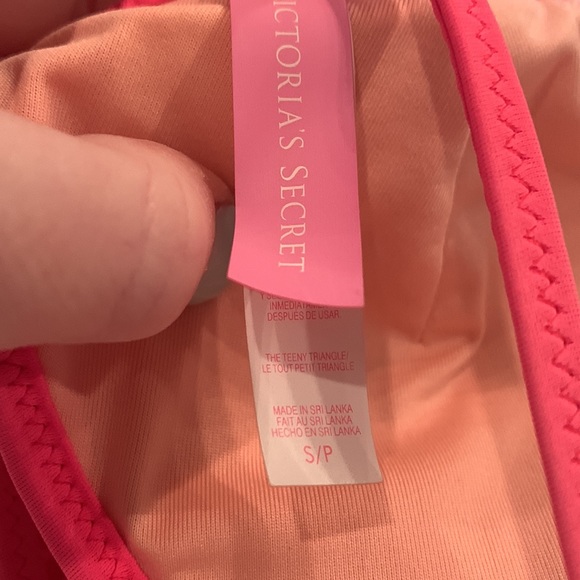 VICTORIA'S SECRET
INMEDIATAMENTE
DESPUES DE USAR.
THE TEENY TRIANGLE/
LE TOUT PETIT TRIANGLE
MADE IN SRI LANKA
FAIT AU SRI LANKA
HECHO EN SRI LANKA
S/P